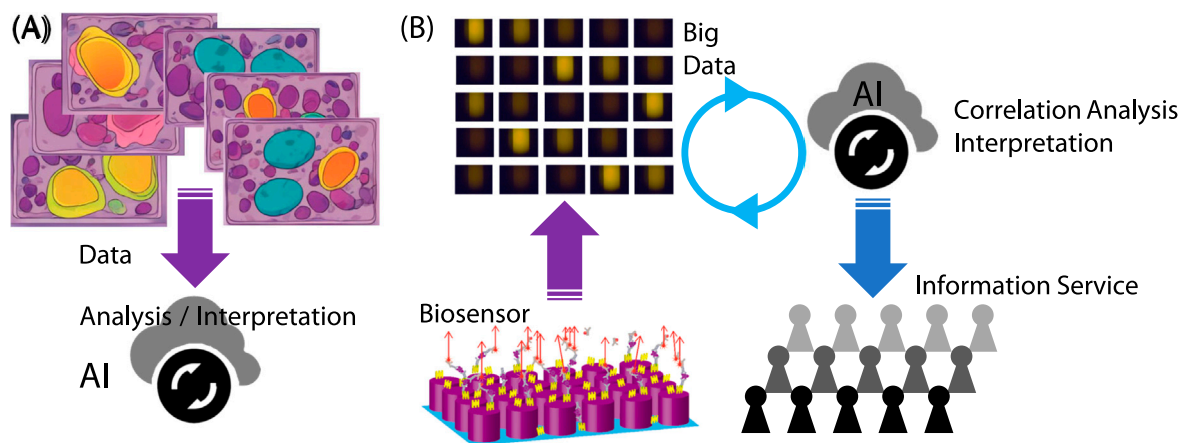 (A)
Data
Analysis / Interpretation
AI
(B)
Big
Data
AI
Correlation Analysis
Interpretation
Information Service
Biosensor